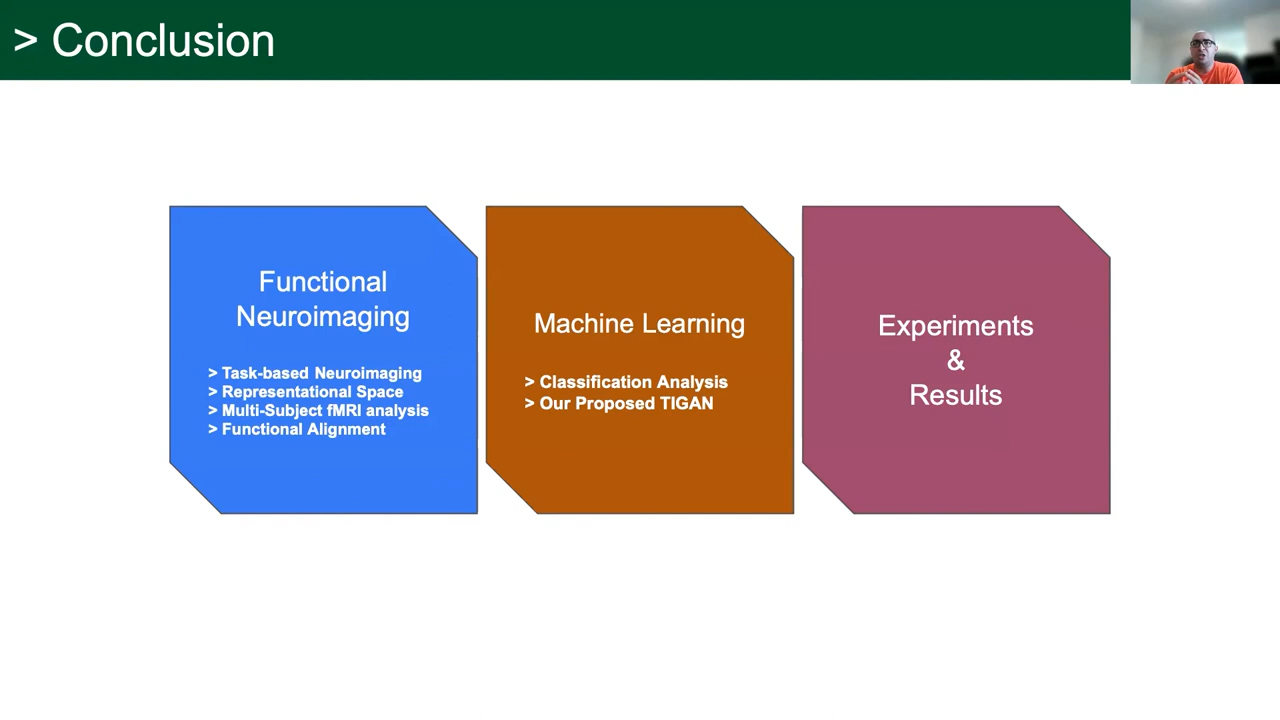 > Conclusion
Functional
Neuroimaging
> Task-based Neuroimaging
> Representational Space
> Multi-Subject fMRI analysis
> Functional Alignment
Machine Learning
> Classification Analysis
> Our Proposed TIGAN
Experiments
&
Results